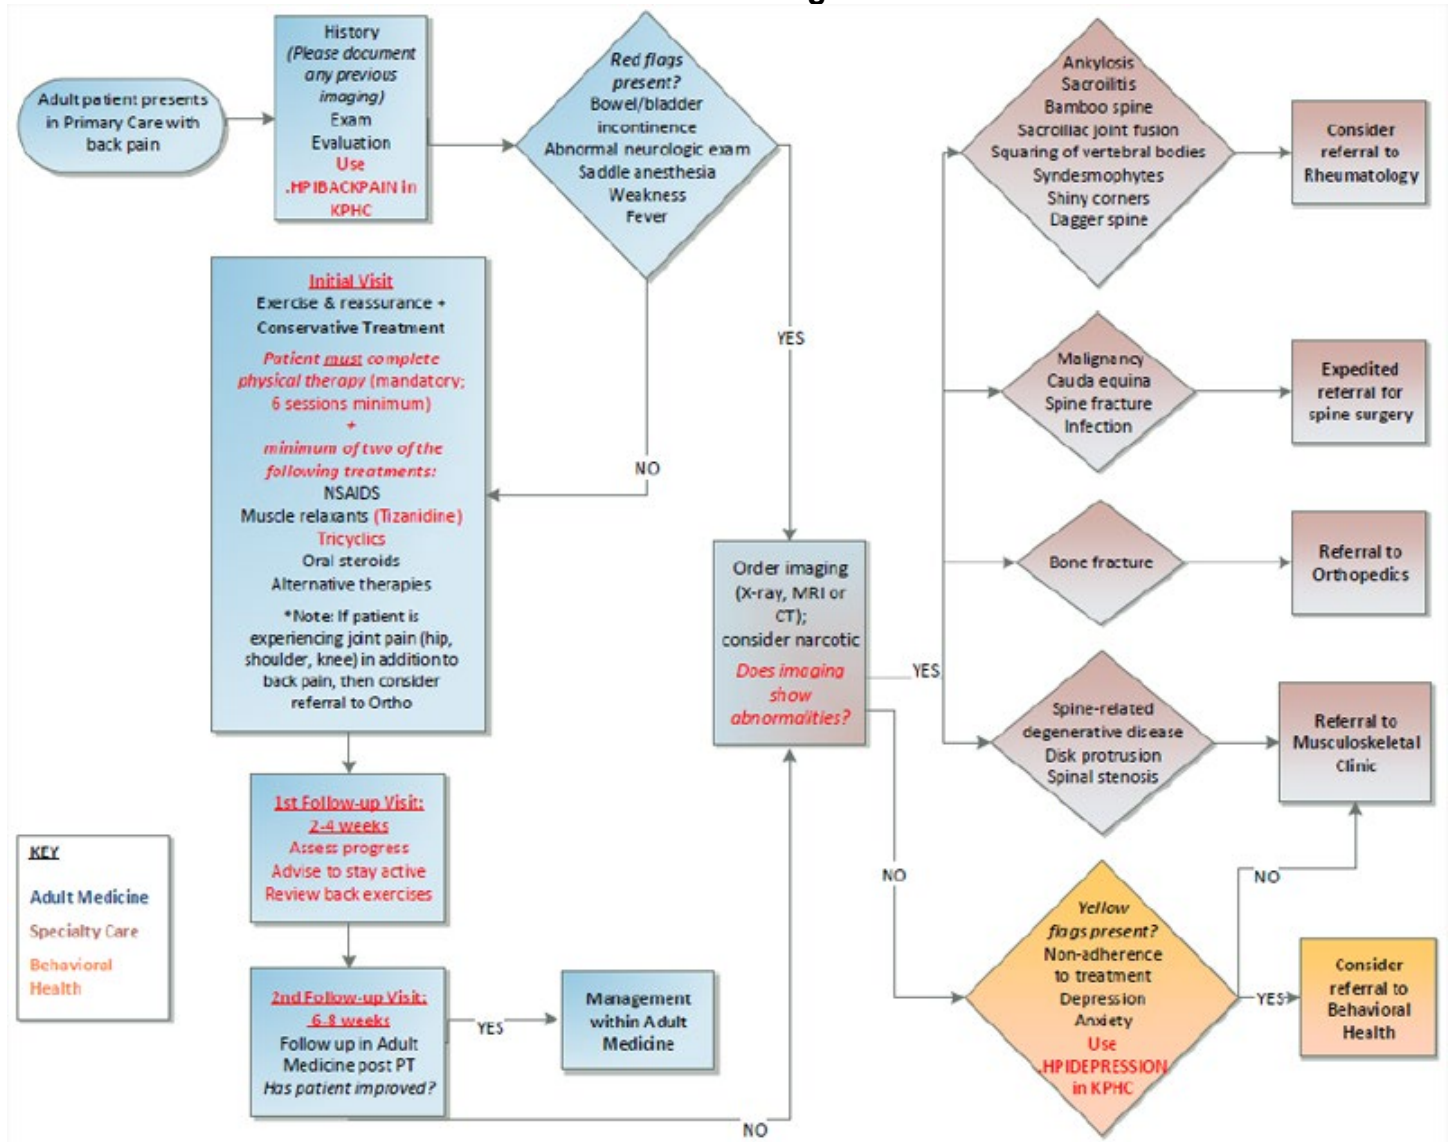 Adult patient presents
in Primary Care with
back pain
History
(Please document
any previous
imaging)
Exam
Evaluation
Use
.HPIBACKPAIN in
KPHC
Red flags
present?
Bowel/bladder
incontinence
Abnormal neurologic exam
Saddle anesthesia
Weakness
Fever
YES
NO
Initial Visit
Exercise & reassurance +
Conservative Treatment
Patient must complete
physical therapy (mandatory;
6 sessions minimum)
+
minimum of two of the
following treatments:
NSAIDS
Muscle relaxants (Tizanidine)
Tricyclics
Oral steroids
Alternative therapies
*Note: If patient is
experiencing joint pain (hip,
shoulder, knee) in addition to
back pain, then consider
referral to Ortho
1st Follow-up Visit:
2-4 weeks
Assess progress
Advise to stay active
Review back exercises
2nd Follow-up Visit:
6-8 weeks
Follow up in Adult
Medicine post PT
Has patient improved?
YES
Management
within Adult
Medicine
NO
Order imaging
(X-ray, MRI or
CT);
consider narcotic
Does imaging
show
abnormalities?
YES
NO
Ankylosis
Sacroilitis
Bamboo spine
Sacroiliac joint fusion
Squaring of vertebral bodies
Syndesmophytes
Shiny corners
Dagger spine
Consider
referral to
Rheumatology
Malignancy
Cauda equina
Spine fracture
Infection
Expedited
referral for
spine surgery
Bone fracture
Referral to
Orthopedics
Spine-related
degenerative disease
Disk protrusion
Spinal stenosis
Referral to
Musculoskeletal
Clinic
Yellow
flags present?
Non-adherence
to treatment
Depression
Anxiety
Use
.HPIDEPRESSION
in KPHC
NO
YES
Consider
referral to
Behavioral
Health
KEY
Adult Medicine
Specialty Care
Behavioral
Health